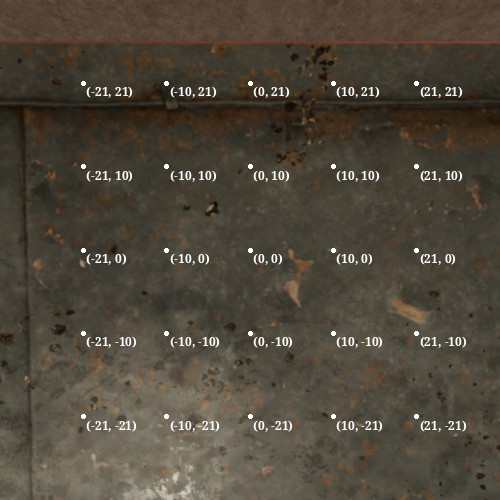 (-21, 21) (-10, 21) (0, 21) (10, 21) (21, 21)
(-21, 10) (-10, 10) (0, 10) (10, 10) (21, 10)
(-21, 0) (-10, 0) (0, 0) (10, 0) (21, 0)
(-21, -10) (-10, -10) (0, -10) (10, -10) (21, -10)
(-21, -21) (-10, -21) (0, -21) (10, -21) (21, -21)